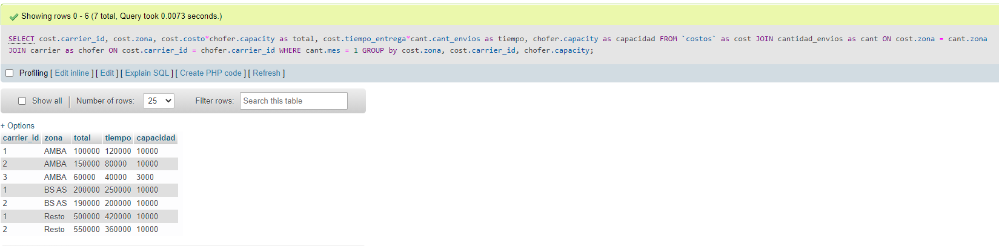 Showing rows 0 - 6 (7 total, Query took 0.0073 seconds.)
SELECT cost.carrier_id, cost.zona, cost.costo*chofer.capacity as total, cost.tiempo_entrega*cant.cant_envios as tiempo, chofer.capacity as capacidad FROM `costos` as cost JOIN cantidad_envios as cant ON cost.zona = cant.zona
JOIN carrier as chofer ON cost.carrier_id = chofer.carrier_id WHERE cant.mes = 1 GROUP by cost.zona, cost.carrier_id, chofer.capacity;
Profiling [ Edit inline ] [ Edit ] [ Explain SQL ] [ Create PHP code ] [ Refresh ]
Show all | Number of rows: 25 Filter rows: Search this table
+ Options
carrier_id zona total tiempo capacidad
1 AMBA 100000 120000 10000
2 AMBA 150000 80000 10000
3 AMBA 60000 40000 3000
1 BS AS 200000 250000 10000
2 BS AS 190000 200000 10000
1 Resto 500000 420000 10000
2 Resto 550000 360000 10000